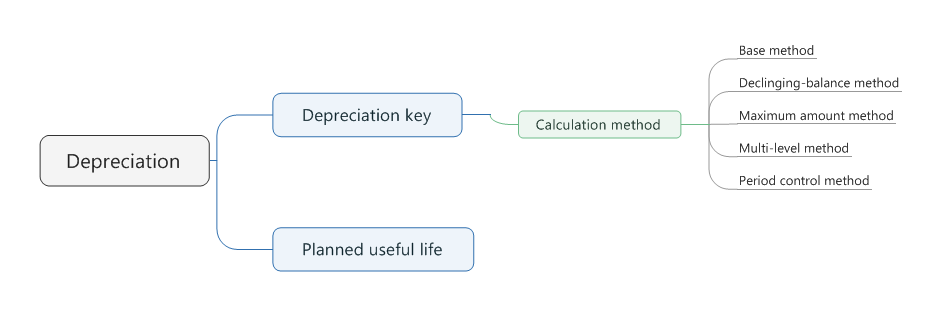 Depreciation
Depreciation key
Planned useful life
Calculation method
Base method
Declinging-balance method
Maximum amount method
Multi-level method
Period control method